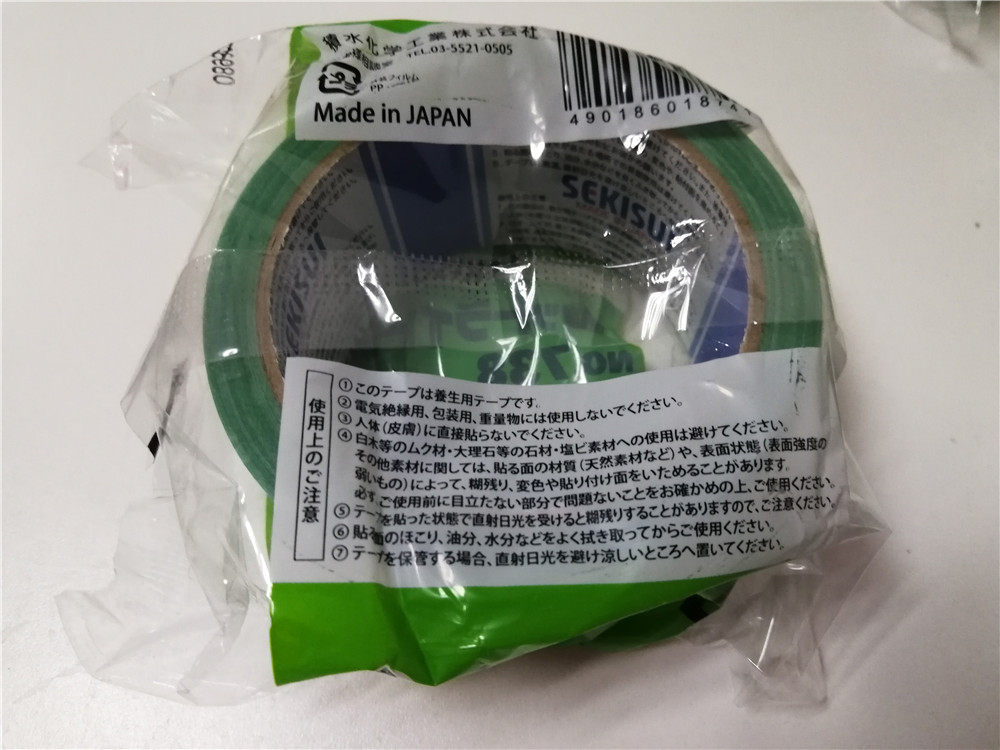 積水化学工業株式会社
TEL.03-5521-0505
フィルム
PP
Made in JAPAN
SEKISUI
SEKISUI
No.738
使用上のご注意
①このテープは養生用テープです。
②電気絶縁用、包装用、重量物には使用しないでください。
③人体(皮膚)に直接貼らないでください。
④白木等のムク材・大理石等の石材・塩ビ素材への使用は避けてください。
その他素材に関しては、貼る面の材質(天然素材など)や、表面状態(表面強度の
弱いもの)によって、糊残り、変色や貼り付け面をいためることがあります。
必ずご使用前に目立たない部分で問題ないことをお確かめの上、ご使用ください。
⑤テープを貼った状態で直射日光を受けると糊残りすることがありますので、ご注意ください。
⑥貼る面のほこり、油分、水分などをよく拭き取ってからご使用ください。
⑦テープを保管する場合、直射日光を避け涼しいところへ置いてください。